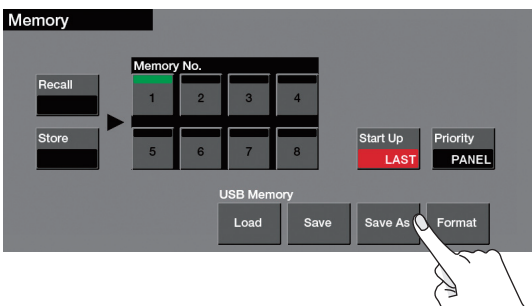 Memory
Memory No.
Recall
1 2 3 4
Store
5 6 7 8
Start Up
LAST
Priority
PANEL
USB Memory
Load
Save
Save As
Format